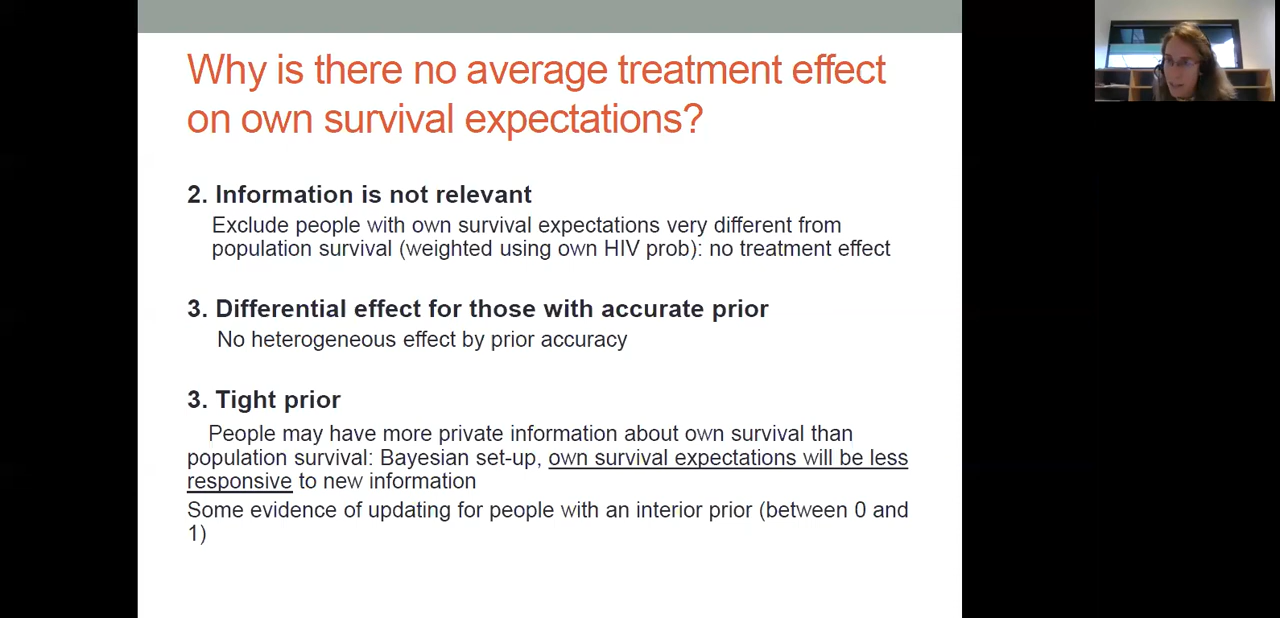 Why is there no average treatment effect
on own survival expectations?
2. Information is not relevant
Exclude people with own survival expectations very different from
population survival (weighted using own HIV prob): no treatment effect
3. Differential effect for those with accurate prior
No heterogeneous effect by prior accuracy
3. Tight prior
People may have more private information about own survival than
population survival: Bayesian set-up, own survival expectations will be less
responsive to new information
Some evidence of updating for people with an interior prior (between 0 and
1)